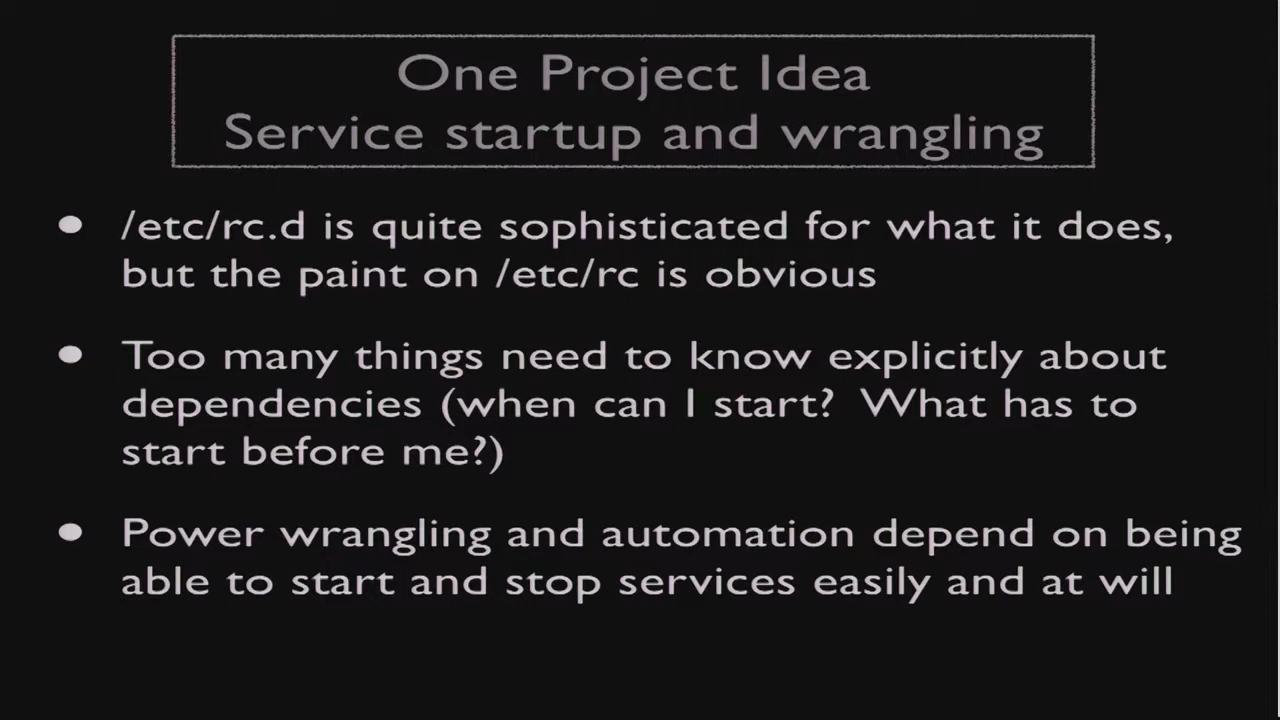 One Project Idea
Service startup and wrangling
• /etc/rc.d is quite sophisticated for what it does,
but the paint on /etc/rc is obvious
• Too many things need to know explicitly about
dependencies (when can I start?  What has to
start before me?)
• Power wrangling and automation depend on being
able to start and stop services easily and at will